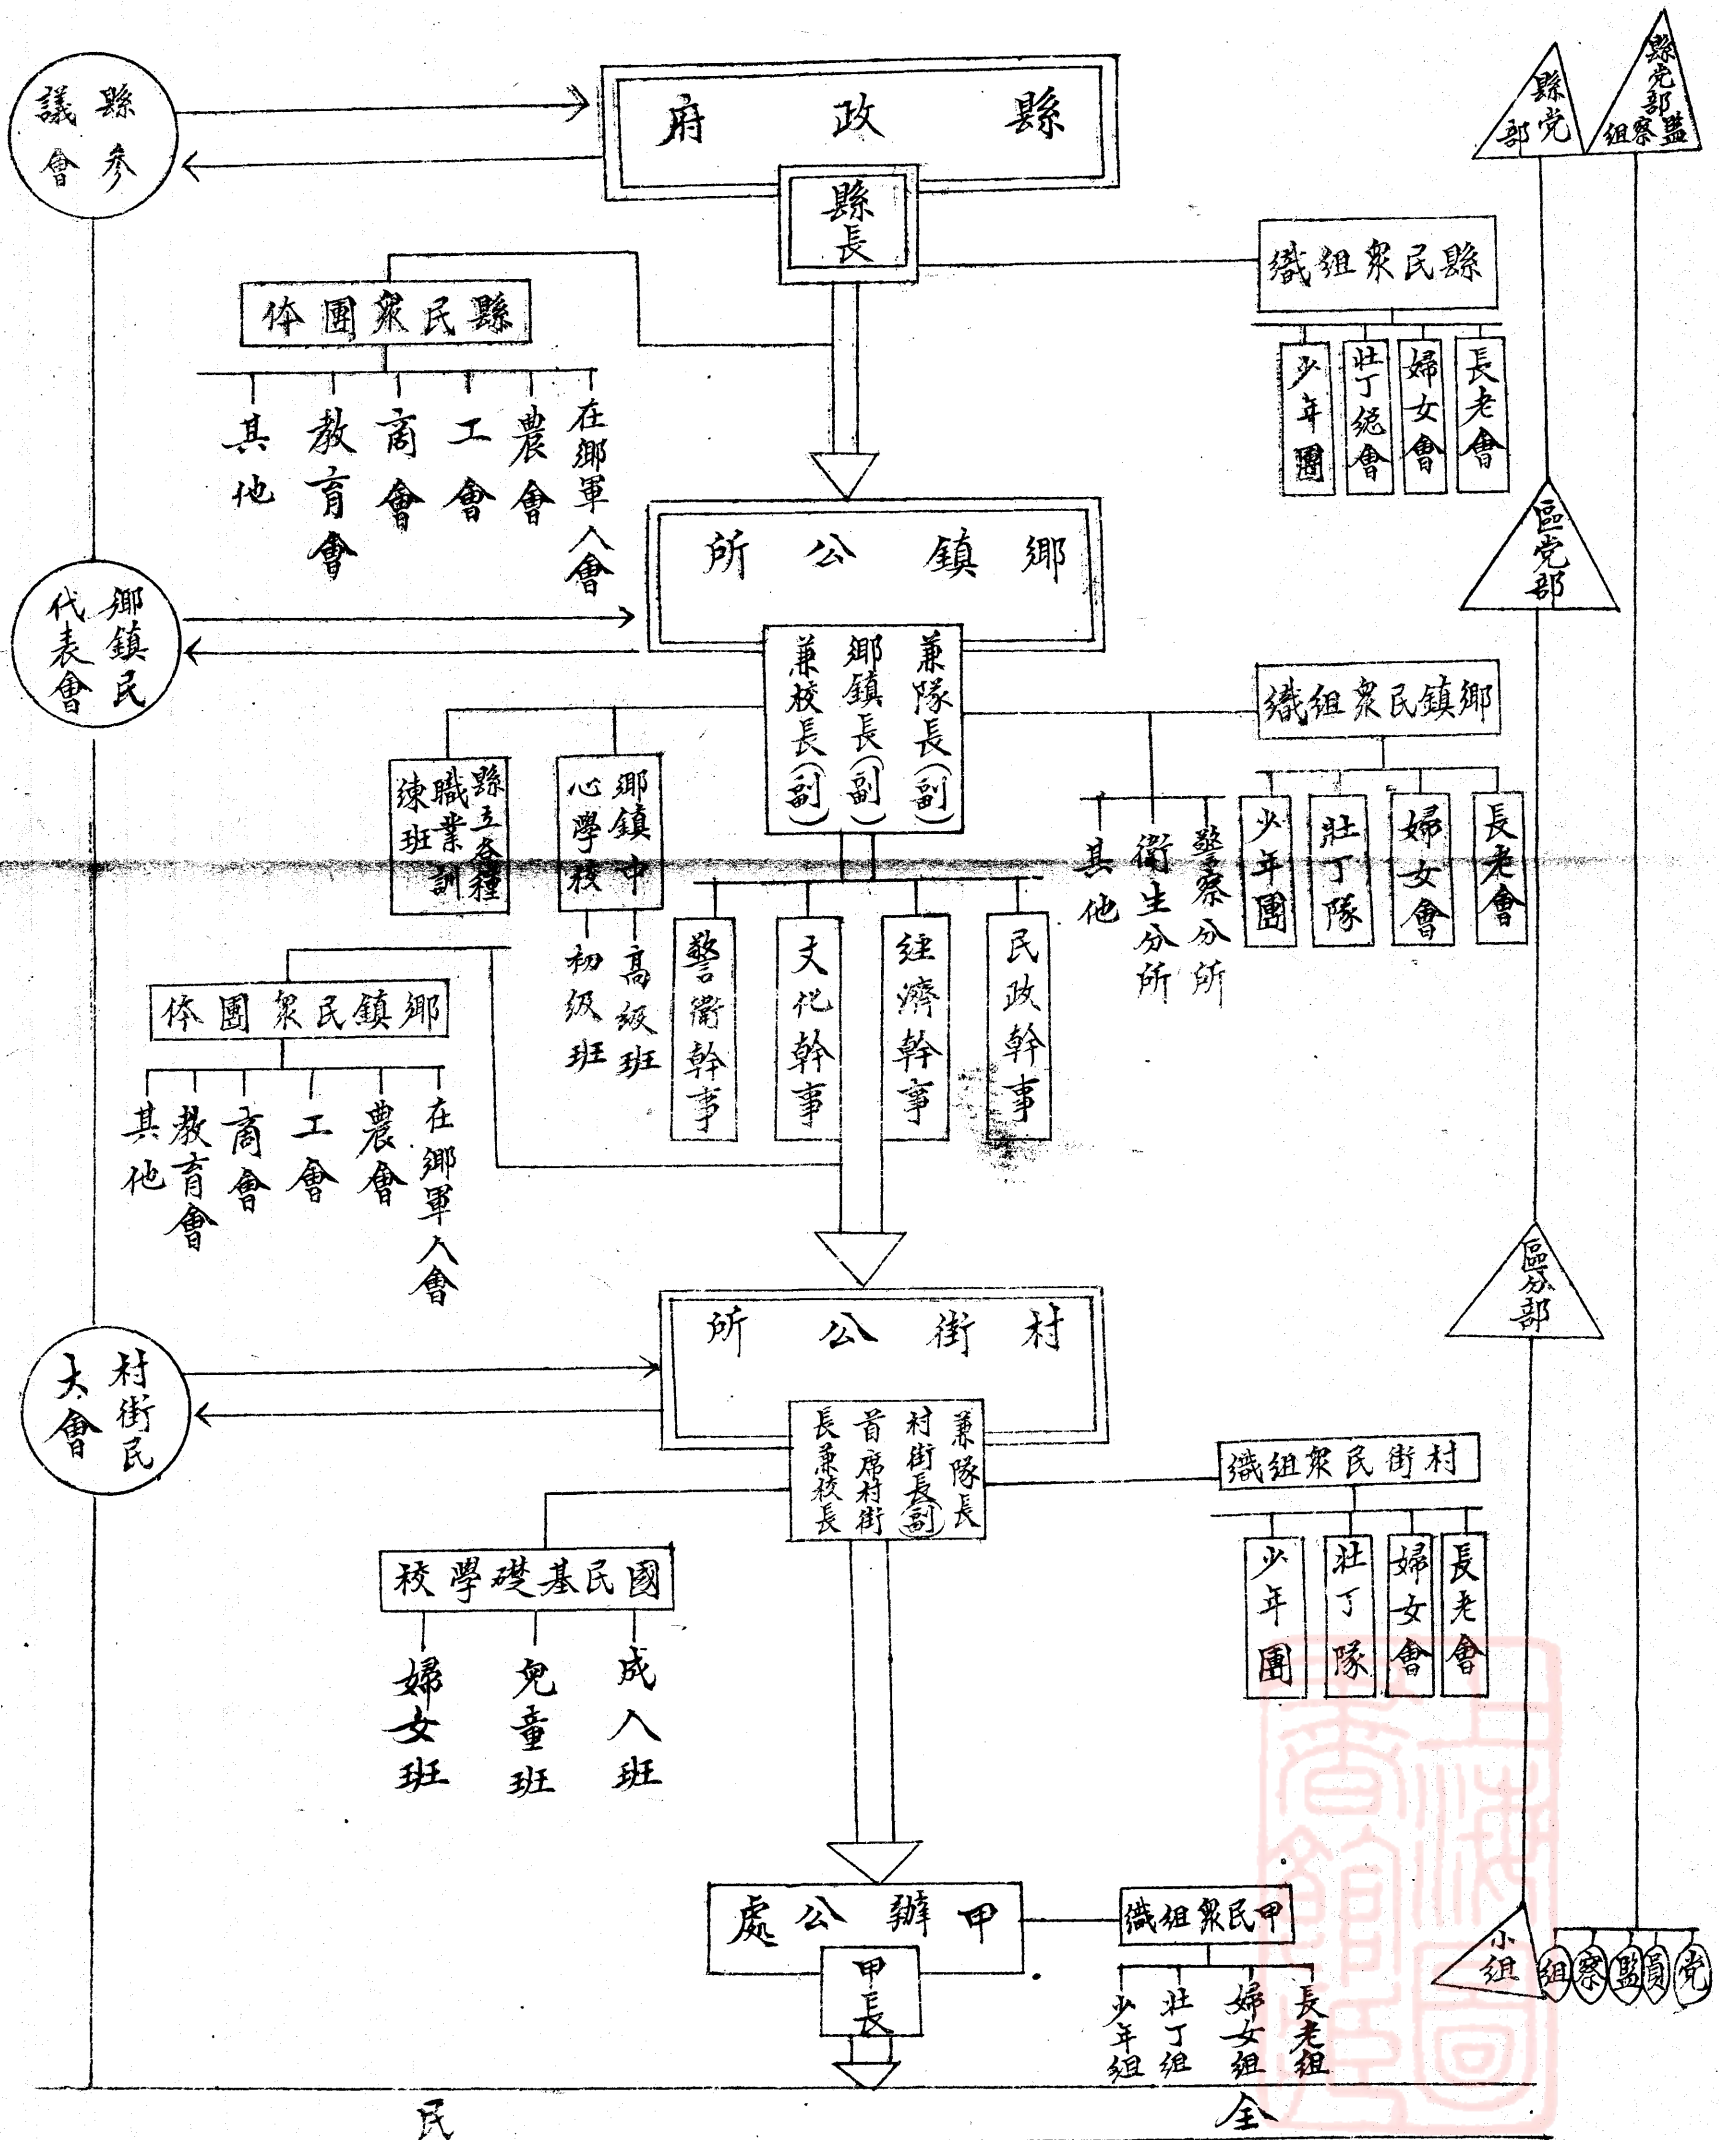 縣政府
縣長
縣參
議會
縣党
部
縣党部監
察組
縣民眾組織
長老會
婦女會
壯丁總會
少年團
縣民眾團体
在鄉軍人會
農會
工會
商會
教育會
其他
鄉鎮公所
兼隊長(副)
鄉鎮長(副)
兼校長(副)
鄉鎮民
代表會
區党部
鄉鎮民眾組織
長老會
婦女會
壯丁隊
少年團
警察分所
衛生分所
其他
鄉鎮中
心學校
高級班
初級班
縣立各種
職業訓
練班
民政幹事
經濟幹事
文化幹事
警衛幹事
鄉鎮民眾團体
在鄉軍人會
農會
工會
商會
教育會
其他
區分部
村街公所
兼隊長
村街長(副)
首席村街
長兼校長
村街民
大會
村街民眾組織
長老會
婦女會
壯丁隊
少年團
國民基礎學校
成人班
兒童班
婦女班
甲辦公處
甲長
甲民眾組織
長老組
婦女組
壯丁組
少年組
小組
党員監察組
全民
上海圖書館藏